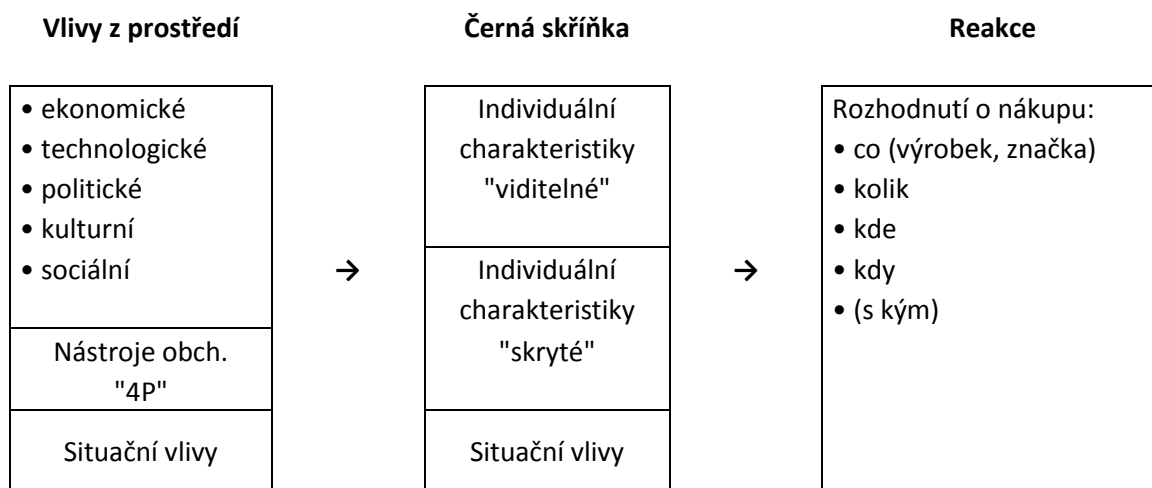 Vlivy z prostředí
Černá skříňka
Reakce
• ekonomické
• technologické
• politické
• kulturní
• sociální
Nástroje obch.
"4P"
Situační vlivy
→
Individuální
charakteristiky
"viditelné"
Individuální
charakteristiky
"skryté"
Situační vlivy
→
Rozhodnutí o nákupu:
• co (výrobek, značka)
• kolik
• kde
• kdy
• (s kým)